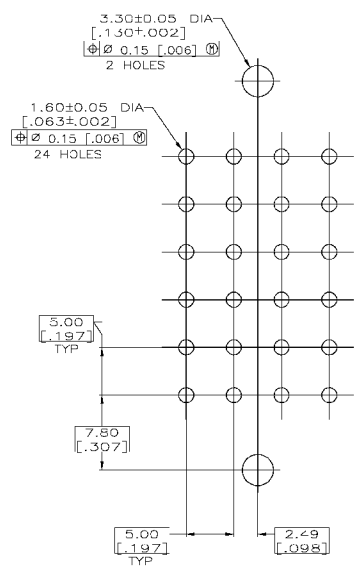 3.30±0.05 DIA
[.130±.002]
⌖ ⌀ 0.15 [.006] Ⓜ
2 HOLES
1.60±0.05 DIA
[.063±.002]
⌖ ⌀ 0.15 [.006] Ⓜ
24 HOLES
5.00
[.197]
TYP
7.80
[.307]
5.00
[.197]
TYP
2.49
[.098]